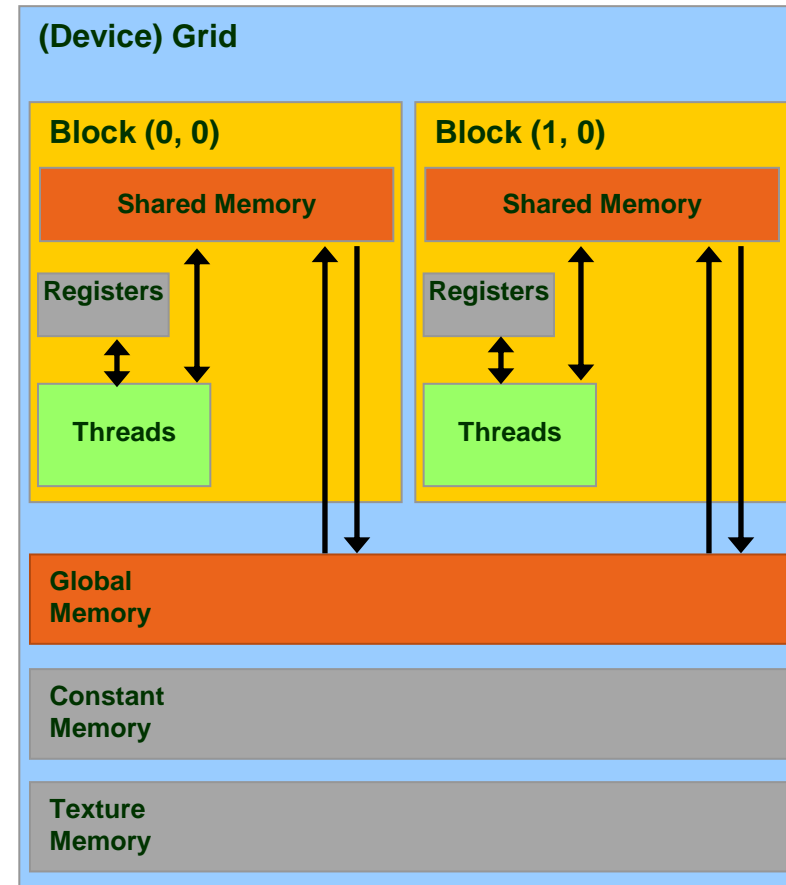 (Device) Grid
Block (0, 0)
Shared Memory
Registers
Threads
Block (1, 0)
Shared Memory
Registers
Threads
Global
Memory
Constant
Memory
Texture
Memory